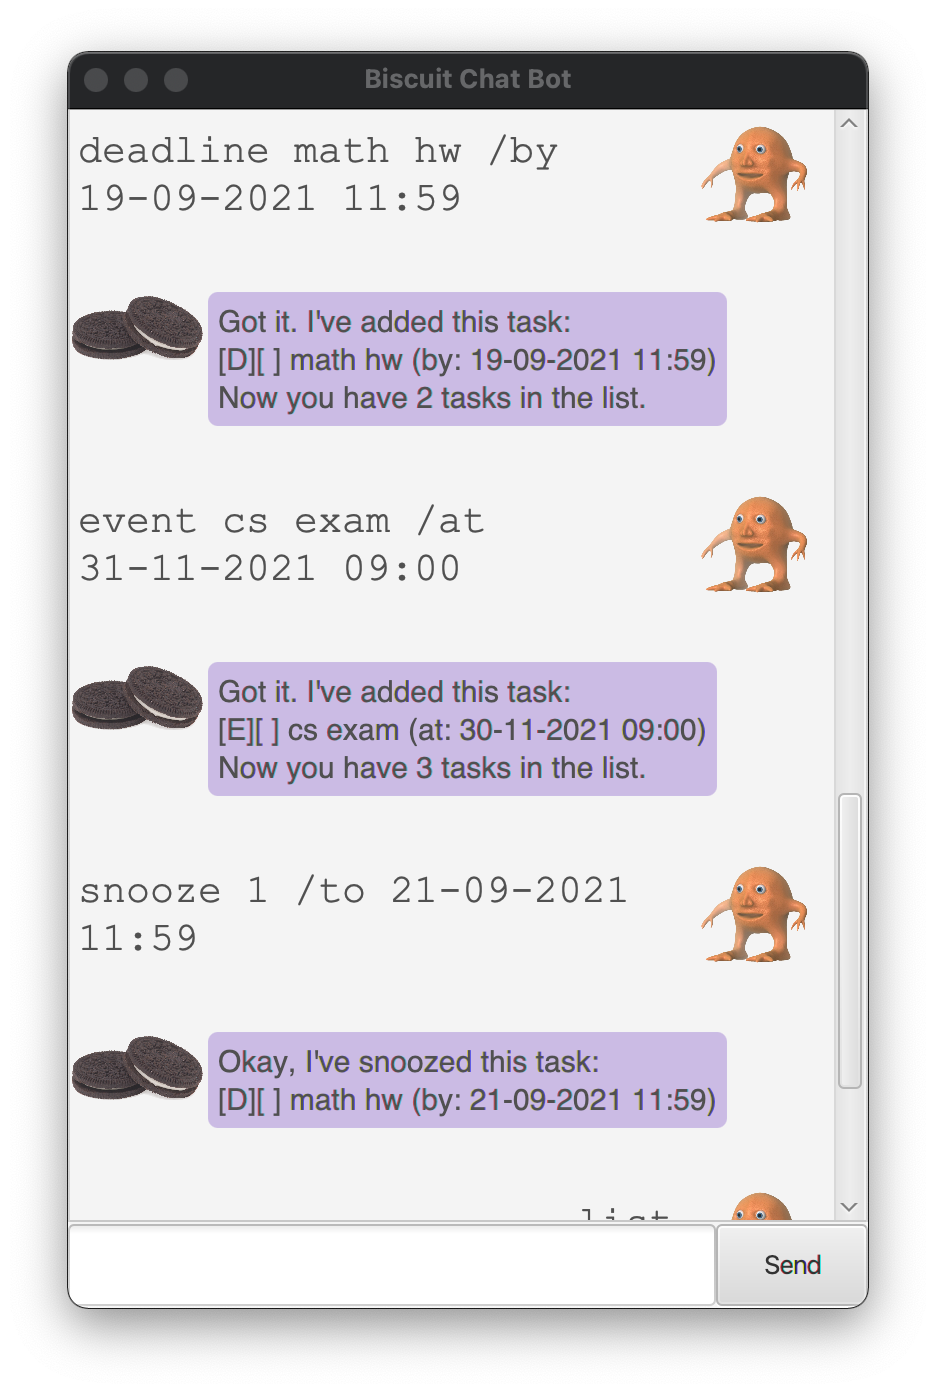 Biscuit Chat Bot
deadline math hw /by
19-09-2021 11:59
Got it. I've added this task:
[D][ ] math hw (by: 19-09-2021 11:59)
Now you have 2 tasks in the list.
event cs exam /at
31-11-2021 09:00
Got it. I've added this task:
[E][ ] cs exam (at: 30-11-2021 09:00)
Now you have 3 tasks in the list.
snooze 1 /to 21-09-2021
11:59
Okay, I've snoozed this task:
[D][ ] math hw (by: 21-09-2021 11:59)
list
Send